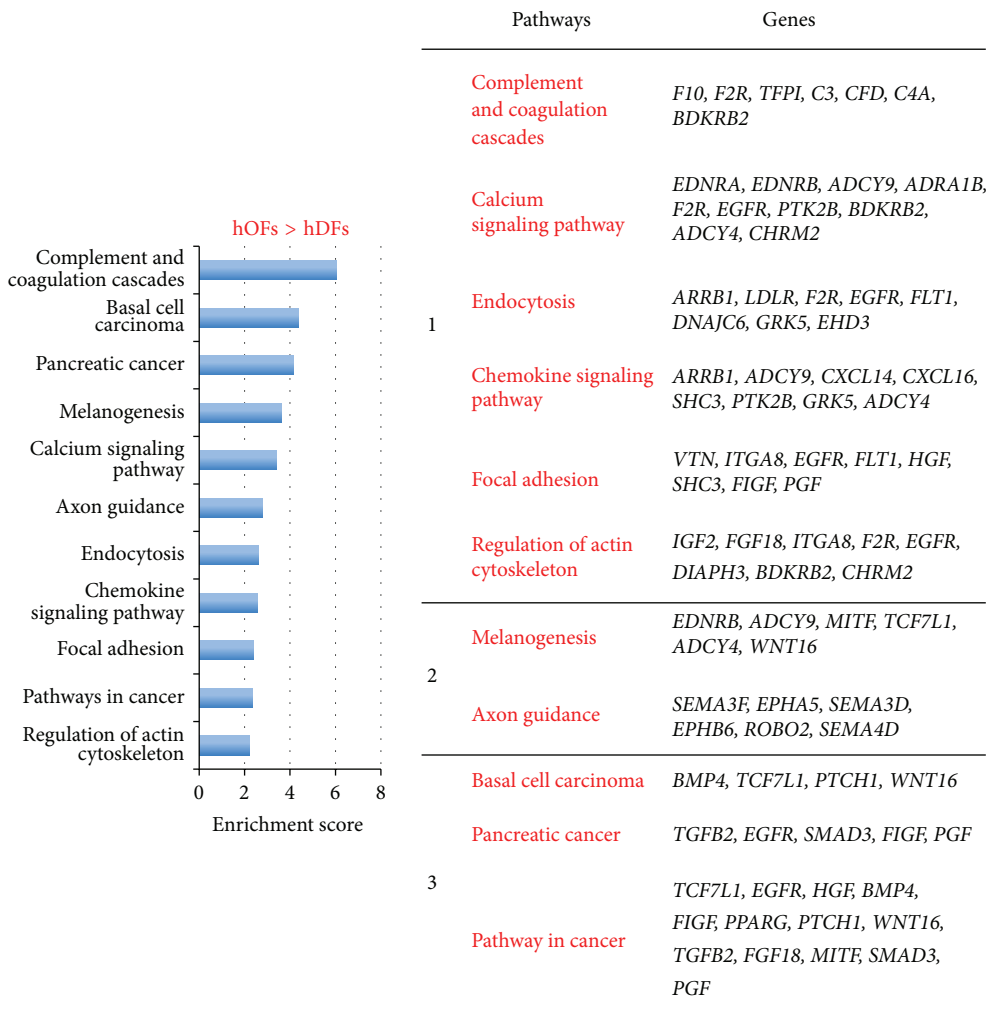 hOFs > hDFs
Complement and
coagulation cascades
Basal cell
carcinoma
Pancreatic cancer
Melanogenesis
Calcium signaling
pathway
Axon guidance
Endocytosis
Chemokine
signaling pathway
Focal adhesion
Pathways in cancer
Regulation of actin
cytoskeleton
0 2 4 6 8
Enrichment score
Pathways Genes
1
Complement
and coagulation
cascades
F10, F2R, TFPI, C3, CFD, C4A,
BDKRB2
Calcium
signaling pathway
EDNRA, EDNRB, ADCY9, ADRA1B,
F2R, EGFR, PTK2B, BDKRB2,
ADCY4, CHRM2
Endocytosis
ARRB1, LDLR, F2R, EGFR, FLT1,
DNAJC6, GRK5, EHD3
Chemokine signaling
pathway
ARRB1, ADCY9, CXCL14, CXCL16,
SHC3, PTK2B, GRK5, ADCY4
Focal adhesion
VTN, ITGA8, EGFR, FLT1, HGF,
SHC3, FIGF, PGF
Regulation of actin
cytoskeleton
IGF2, FGF18, ITGA8, F2R, EGFR,
DIAPH3, BDKRB2, CHRM2
2
Melanogenesis
EDNRB, ADCY9, MITF, TCF7L1,
ADCY4, WNT16
Axon guidance
SEMA3F, EPHA5, SEMA3D,
EPHB6, ROBO2, SEMA4D
3
Basal cell carcinoma
BMP4, TCF7L1, PTCH1, WNT16
Pancreatic cancer
TGFB2, EGFR, SMAD3, FIGF, PGF
Pathway in cancer
TCF7L1, EGFR, HGF, BMP4,
FIGF, PPARG, PTCH1, WNT16,
TGFB2, FGF18, MITF, SMAD3,
PGF